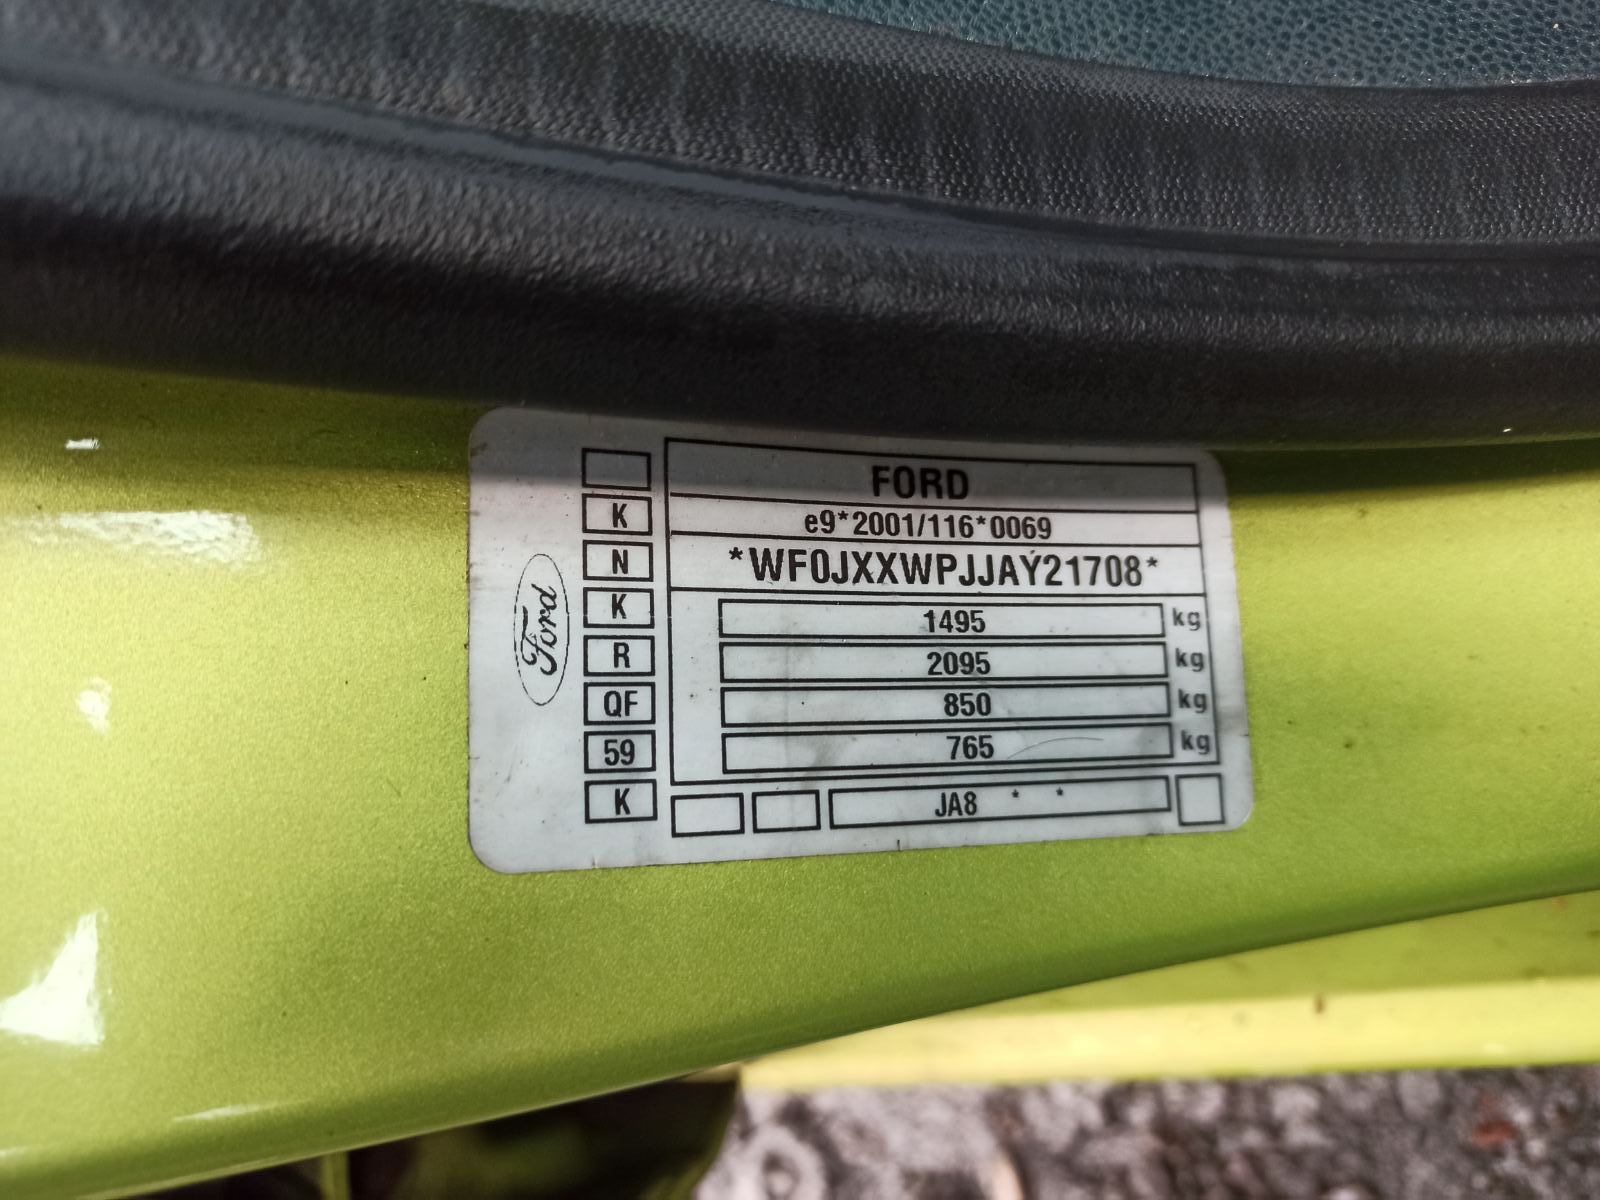 FORD
K
e9*2001/116*0069
N
*WF0JXXWPJJAY21708*
K
1495 kg
R
2095 kg
QF
850 kg
59
765 kg
K
JA8 * *
Ford